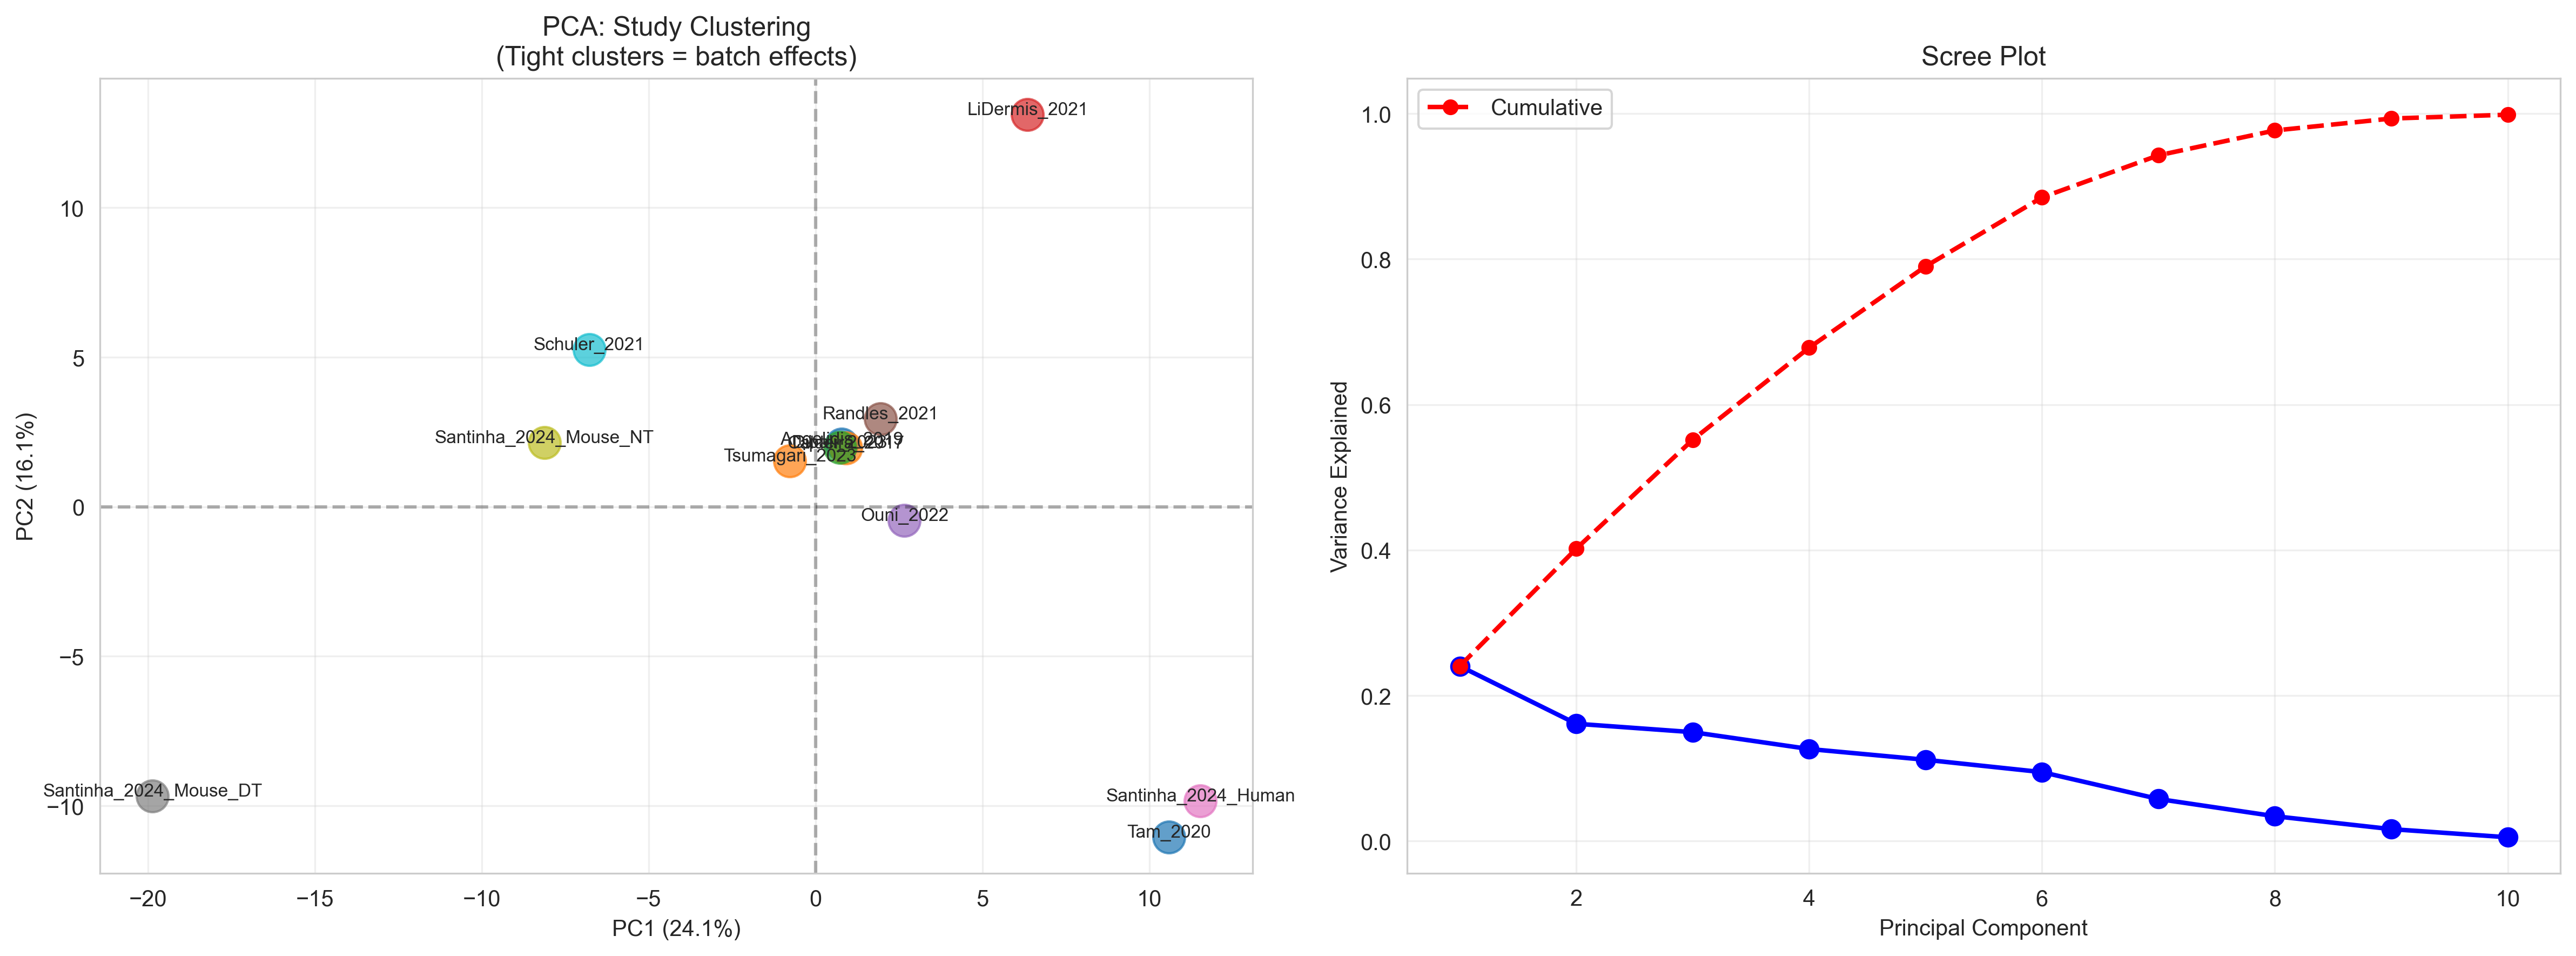 PCA: Study Clustering
(Tight clusters = batch effects)
LiDermis_2021
Schuler_2021
Santinha_2024_Mouse_NT
Randles_2021
Tsumagari_2023
Ouni_2022
Santinha_2024_Mouse_DT
Santinha_2024_Human
Tam_2020
10
5
0
−5
−10
−20
−15
−10
−5
0
5
10
PC2 (16.1%)
PC1 (24.1%)
Scree Plot
Cumulative
1.0
0.8
0.6
0.4
0.2
0.0
2
4
6
8
10
Variance Explained
Principal Component